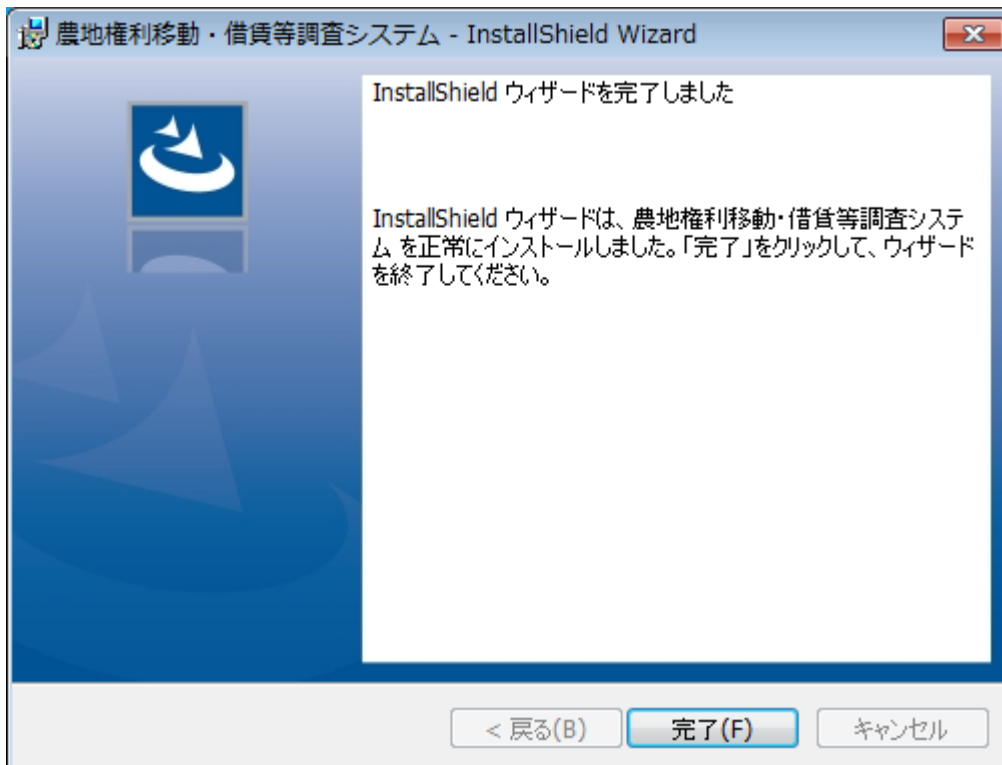 農地権利移動・借賃等調査システム - InstallShield Wizard
InstallShield ウィザードを完了しました
InstallShield ウィザードは、農地権利移動・借賃等調査システ
ム を正常にインストールしました。「完了」をクリックして、ウィザード
を終了してください。
< 戻る(B)
完了(F)
キャンセル